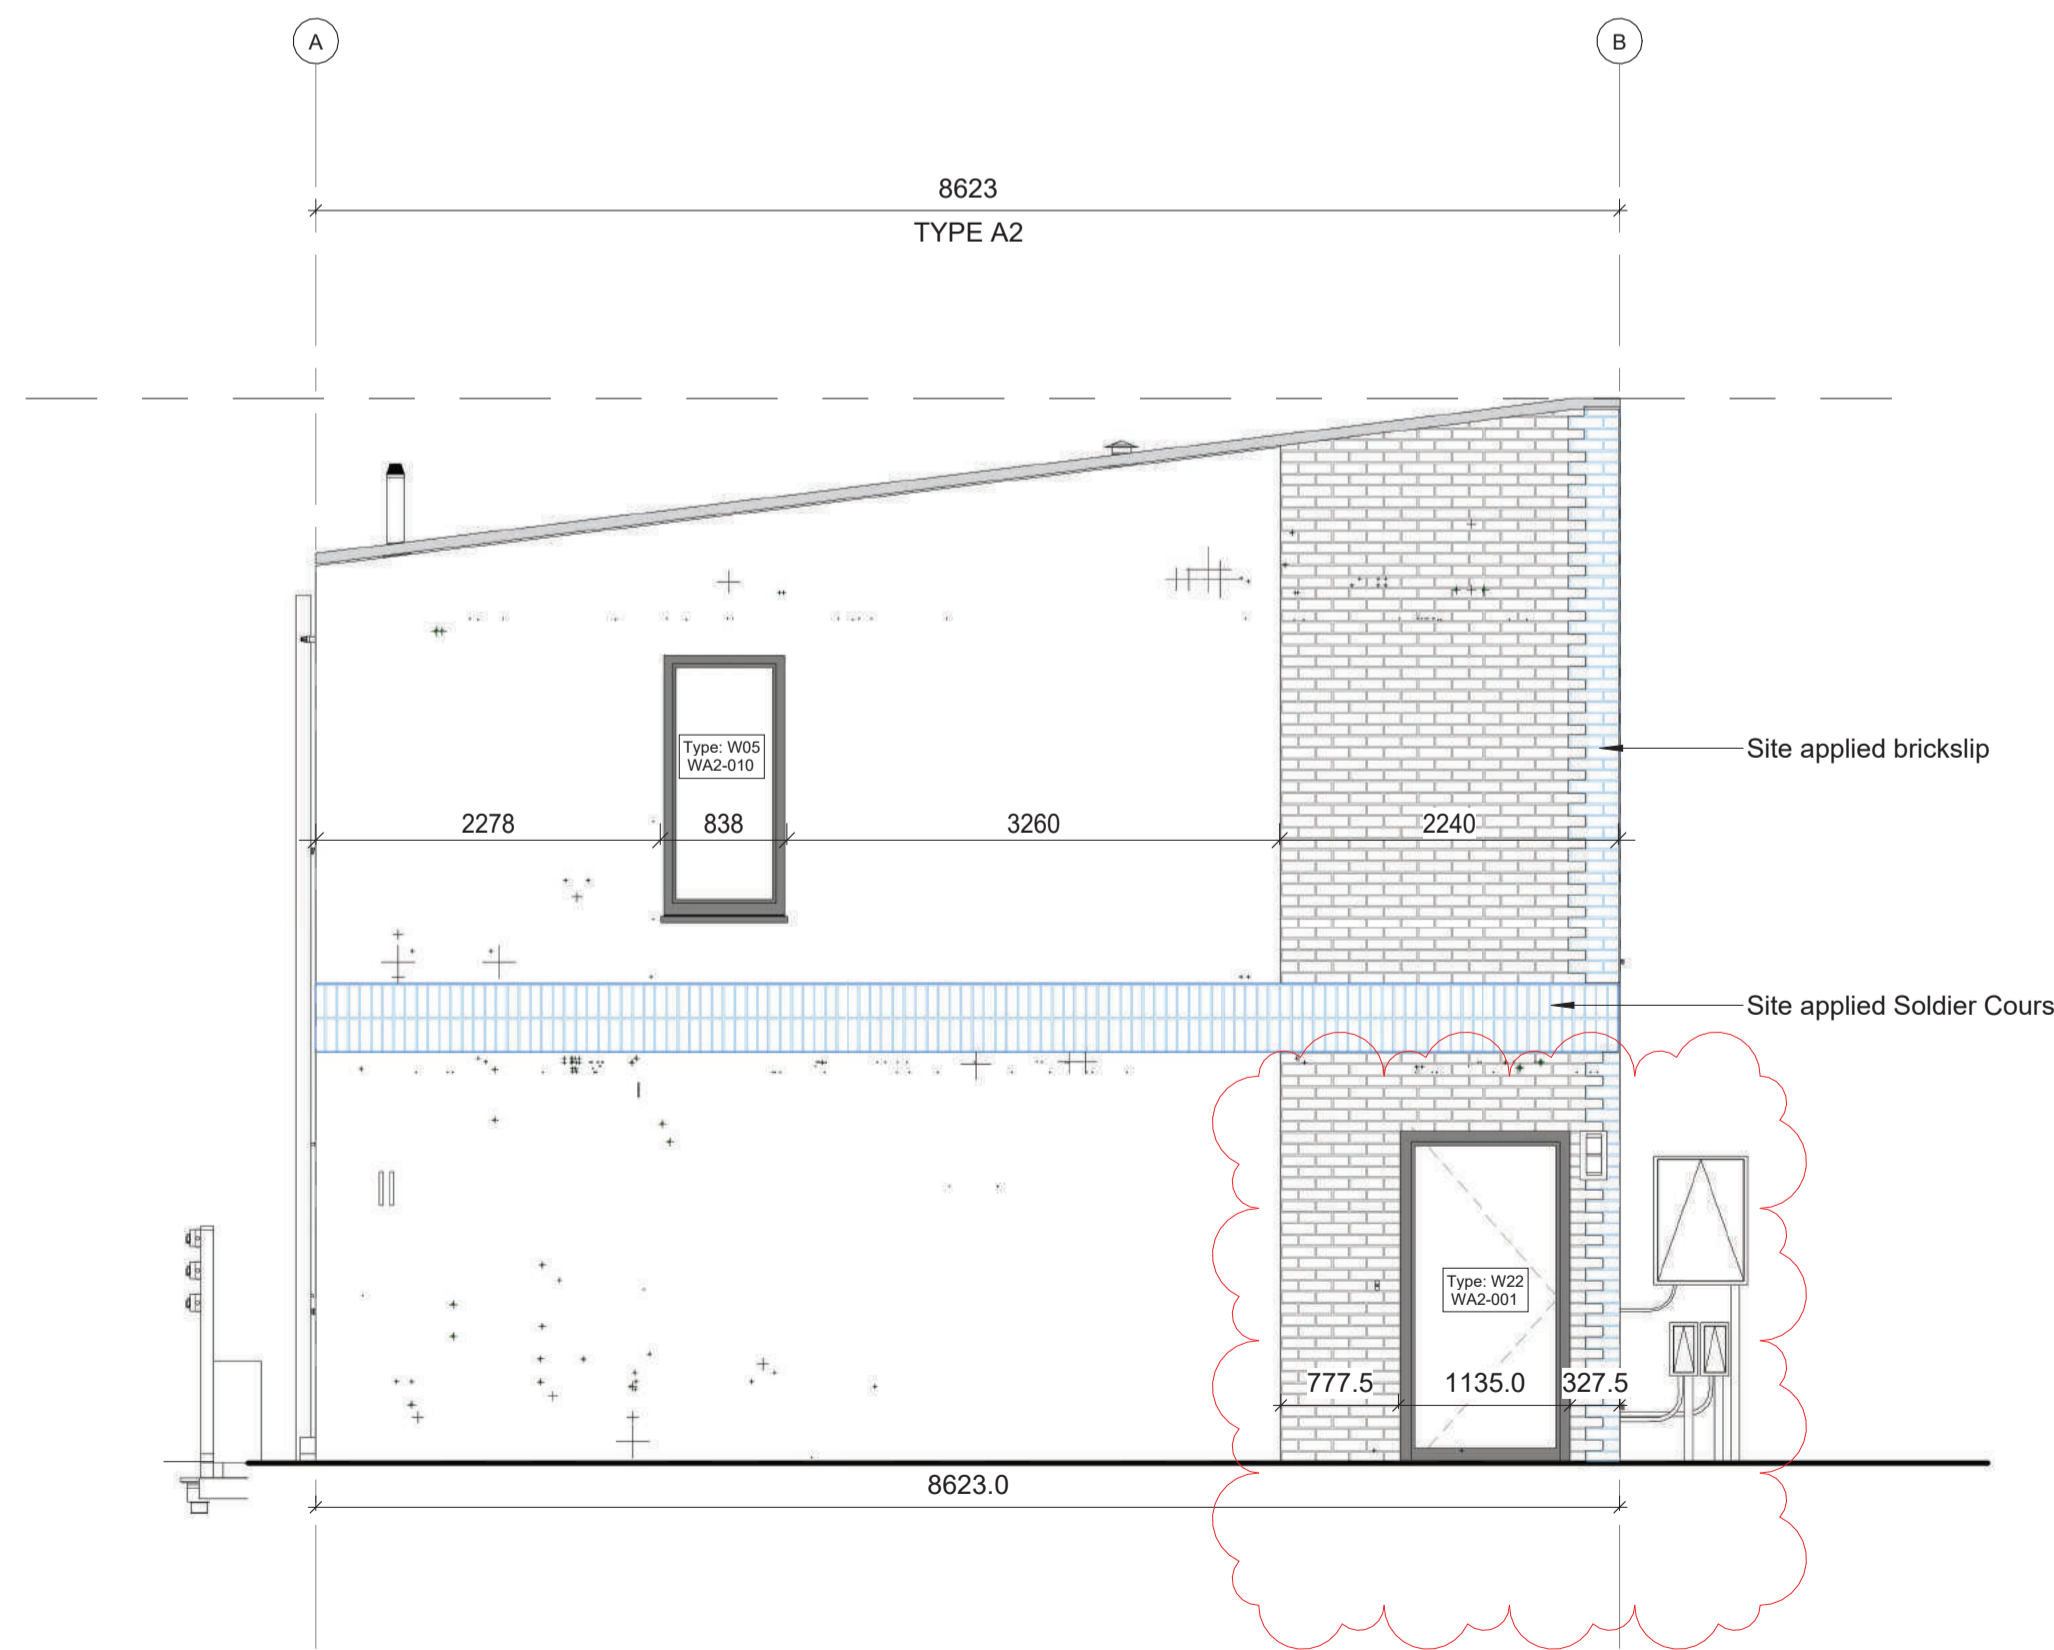 A
B
8623
TYPE A2
Type: W05
WA2-010
Site applied brickslip
2278
838
3260
2240
Site applied Soldier Cours
Type: W22
WA2-001
777.5
1135.0
327.5
8623.0